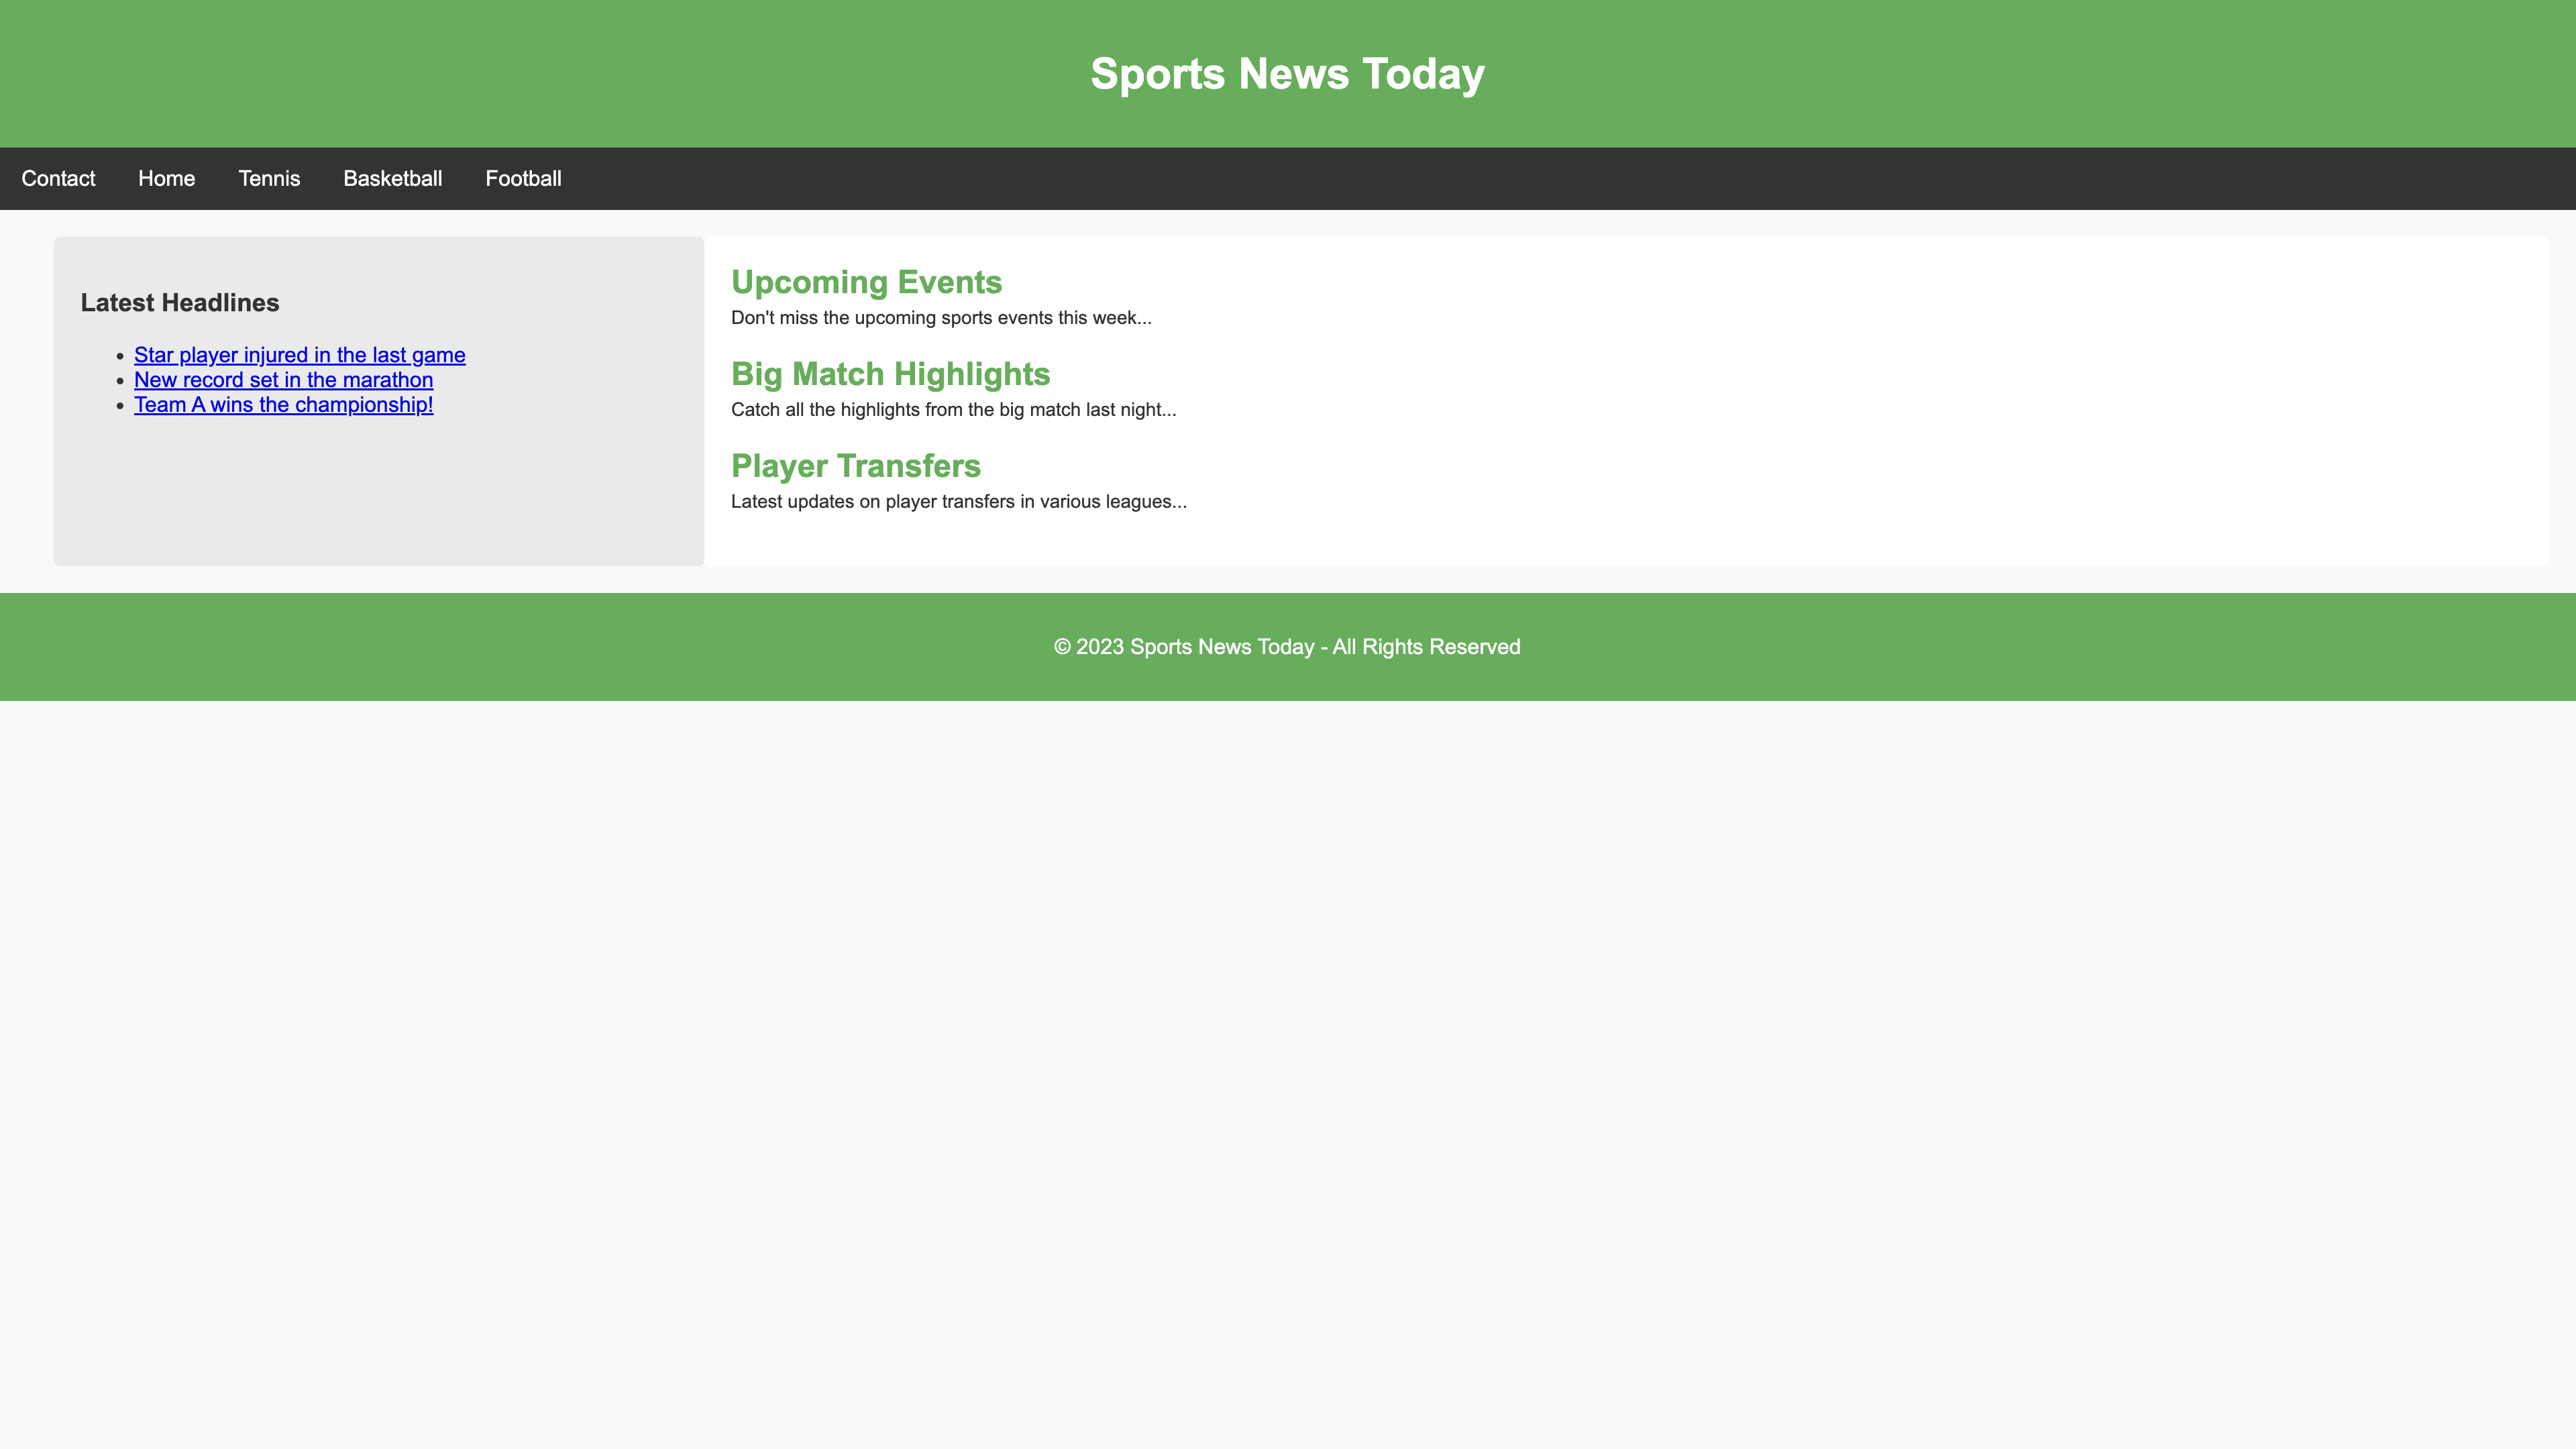 Sports News Today
Contact Home Tennis Basketball Football
Latest Headlines
Star player injured in the last game
New record set in the marathon
Team A wins the championship!
Upcoming Events
Don't miss the upcoming sports events this week...
Big Match Highlights
Catch all the highlights from the big match last night...
Player Transfers
Latest updates on player transfers in various leagues...
© 2023 Sports News Today - All Rights Reserved